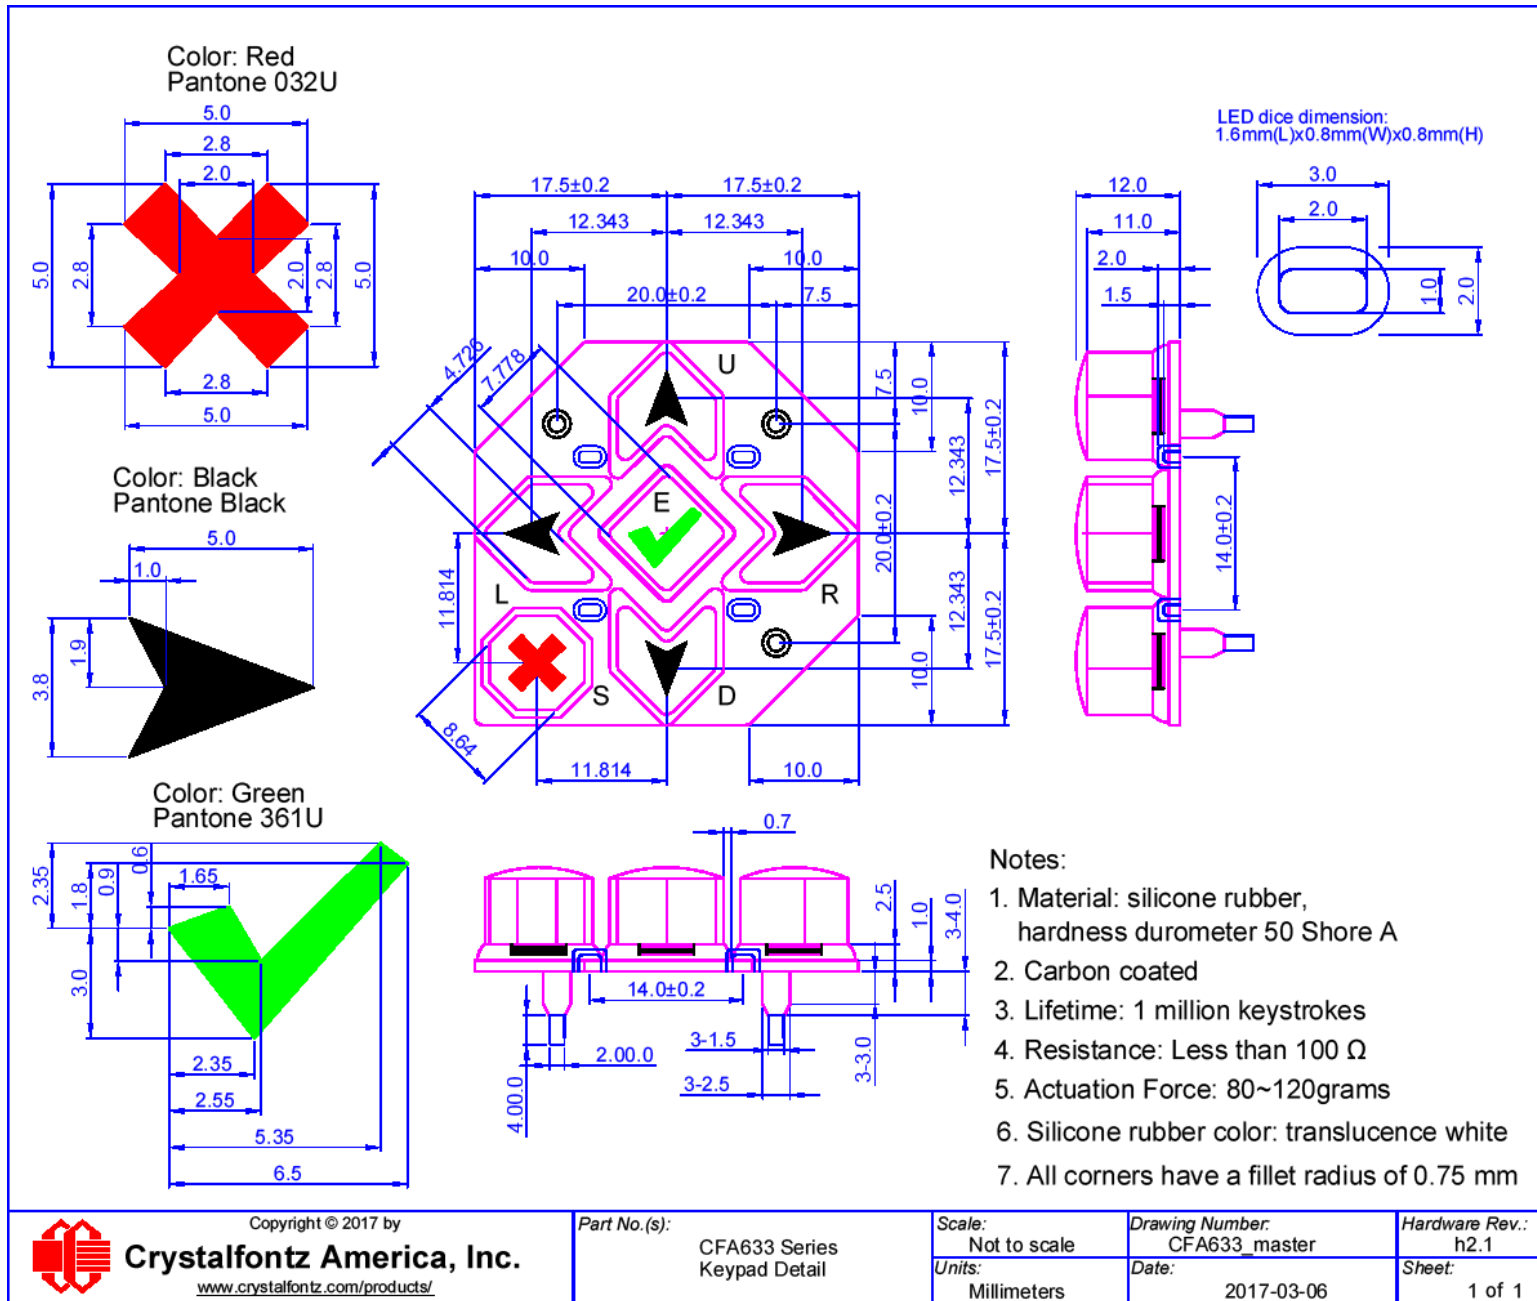 Color: Red
Pantone 032U
5.0
2.8
2.0
5.0
2.8
2.0
2.8
5.0
2.8
5.0
Color: Black
Pantone Black
5.0
1.0
1.9
3.8
Color: Green
Pantone 361U
2.35
1.8
0.9
0.6
1.65
3.0
2.35
2.55
5.35
6.5
17.5±0.2
17.5±0.2
12.343
12.343
10.0
10.0
20.0±0.2
7.5
4.726
7.778
U
E
L
R
S
D
7.5
10.0
17.5±0.2
12.343
20.0±0.2
12.343
17.5±0.2
10.0
11.814
8.64
11.814
10.0
12.0
11.0
2.0
1.5
14.0±0.2
LED dice dimension:
1.6mm(L)x0.8mm(W)x0.8mm(H)
3.0
2.0
1.0
2.0
0.7
2.5
1.0
3-4.0
14.0±0.2
3-1.5
2.00.0
3-2.5
4.00.0
3-3.0
Notes:
1. Material: silicone rubber,
hardness durometer 50 Shore A
2. Carbon coated
3. Lifetime: 1 million keystrokes
4. Resistance: Less than 100 Ω
5. Actuation Force: 80~120grams
6. Silicone rubber color: translucence white
7. All corners have a fillet radius of 0.75 mm
Copyright © 2017 by
Crystalfontz America, Inc.
www.crystalfontz.com/products/
Part No.(s):
CFA633 Series
Keypad Detail
Scale:
Not to scale
Drawing Number:
CFA633_master
Hardware Rev.:
h2.1
Units:
Millimeters
Date:
2017-03-06
Sheet:
1 of 1